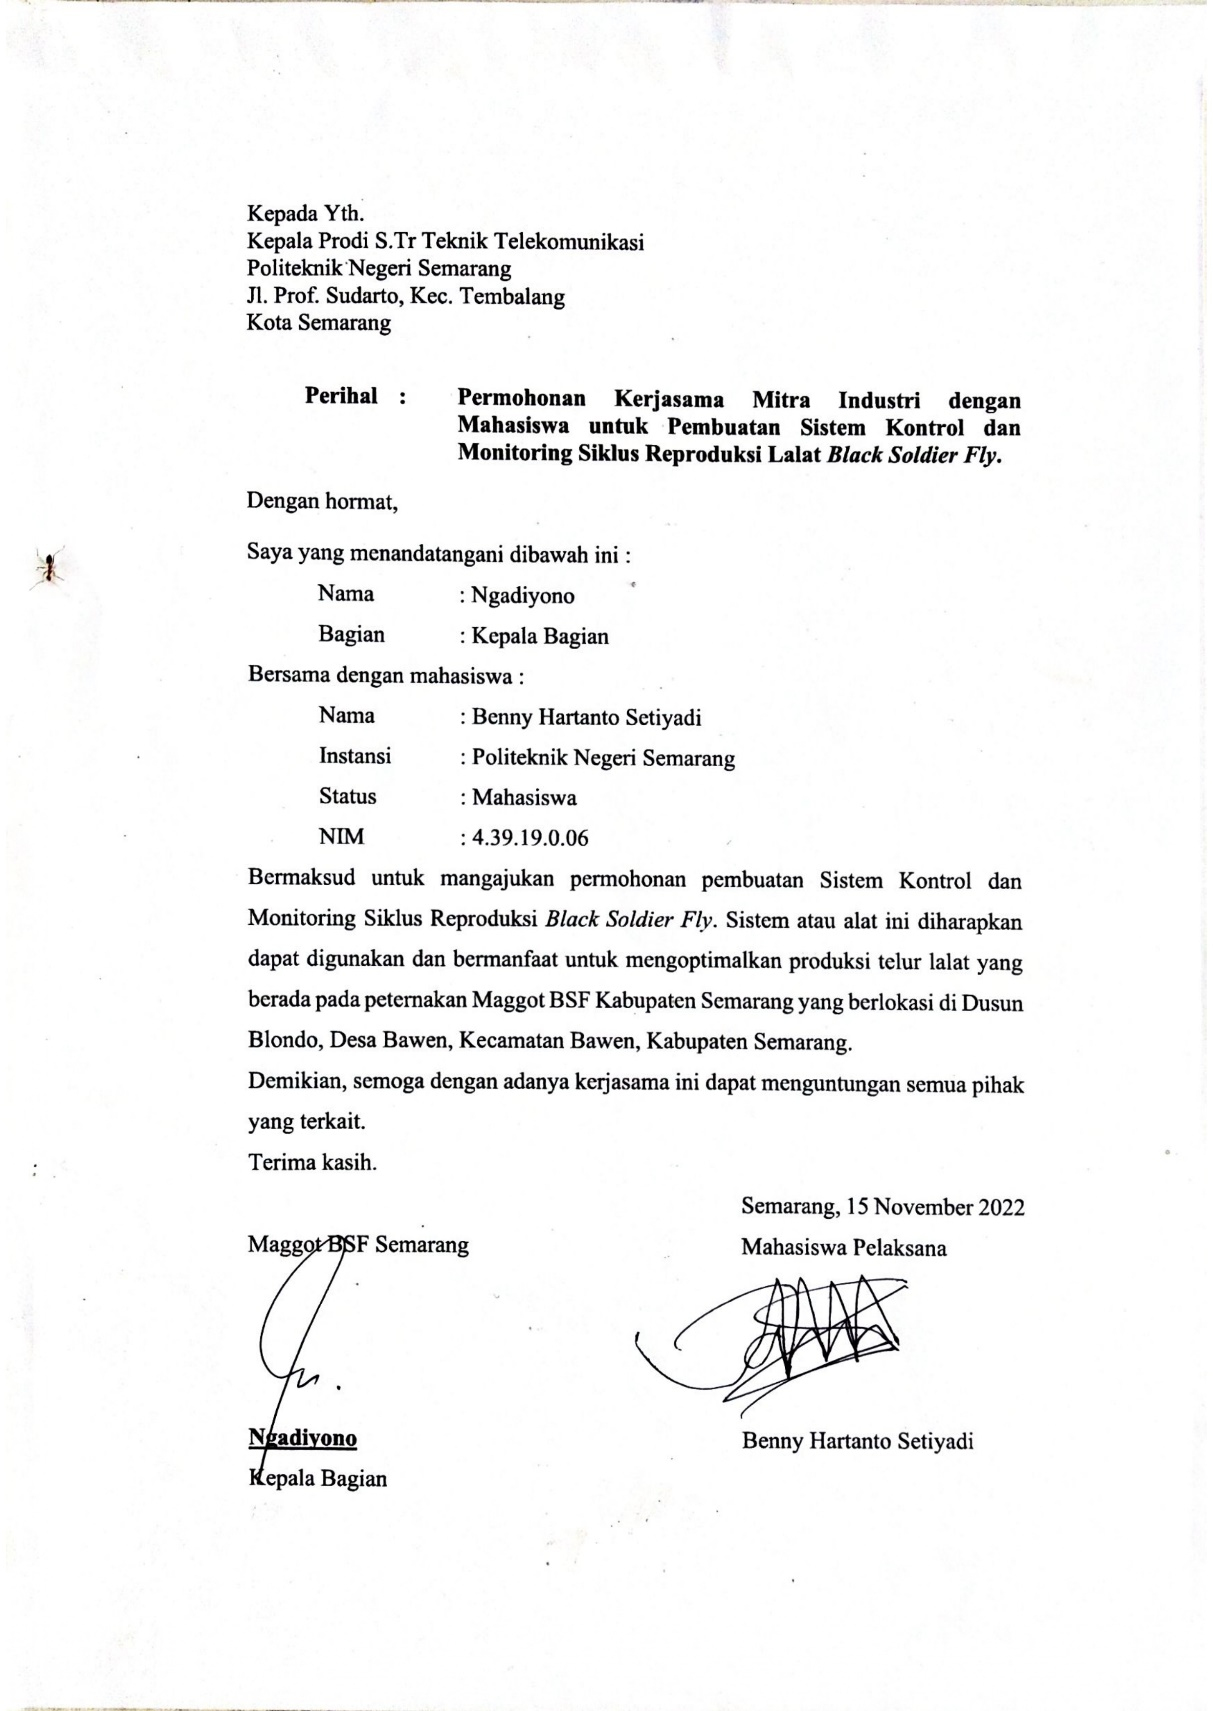 Kepada Yth.
Kepala Prodi S.Tr Teknik Telekomunikasi
Politeknik Negeri Semarang
Jl. Prof. Sudarto, Kec. Tembalang
Kota Semarang
Perihal : Permohonan Kerjasama Mitra Industri dengan
Mahasiswa untuk Pembuatan Sistem Kontrol dan
Monitoring Siklus Reproduksi Lalat Black Soldier Fly.
Dengan hormat,
Saya yang menandatangani dibawah ini :
Nama : Ngadiyono
Bagian : Kepala Bagian
Bersama dengan mahasiswa :
Nama : Benny Hartanto Setiyadi
Instansi : Politeknik Negeri Semarang
Status : Mahasiswa
NIM : 4.39.19.0.06
Bermaksud untuk mangajukan permohonan pembuatan Sistem Kontrol dan
Monitoring Siklus Reproduksi Black Soldier Fly. Sistem atau alat ini diharapkan
dapat digunakan dan bermanfaat untuk mengoptimalkan produksi telur lalat yang
berada pada peternakan Maggot BSF Kabupaten Semarang yang berlokasi di Dusun
Blondo, Desa Bawen, Kecamatan Bawen, Kabupaten Semarang.
Demikian, semoga dengan adanya kerjasama ini dapat menguntungan semua pihak
yang terkait.
Terima kasih.
Semarang, 15 November 2022
Maggot BSF Semarang Mahasiswa Pelaksana
Ngadiyono Benny Hartanto Setiyadi
Kepala Bagian